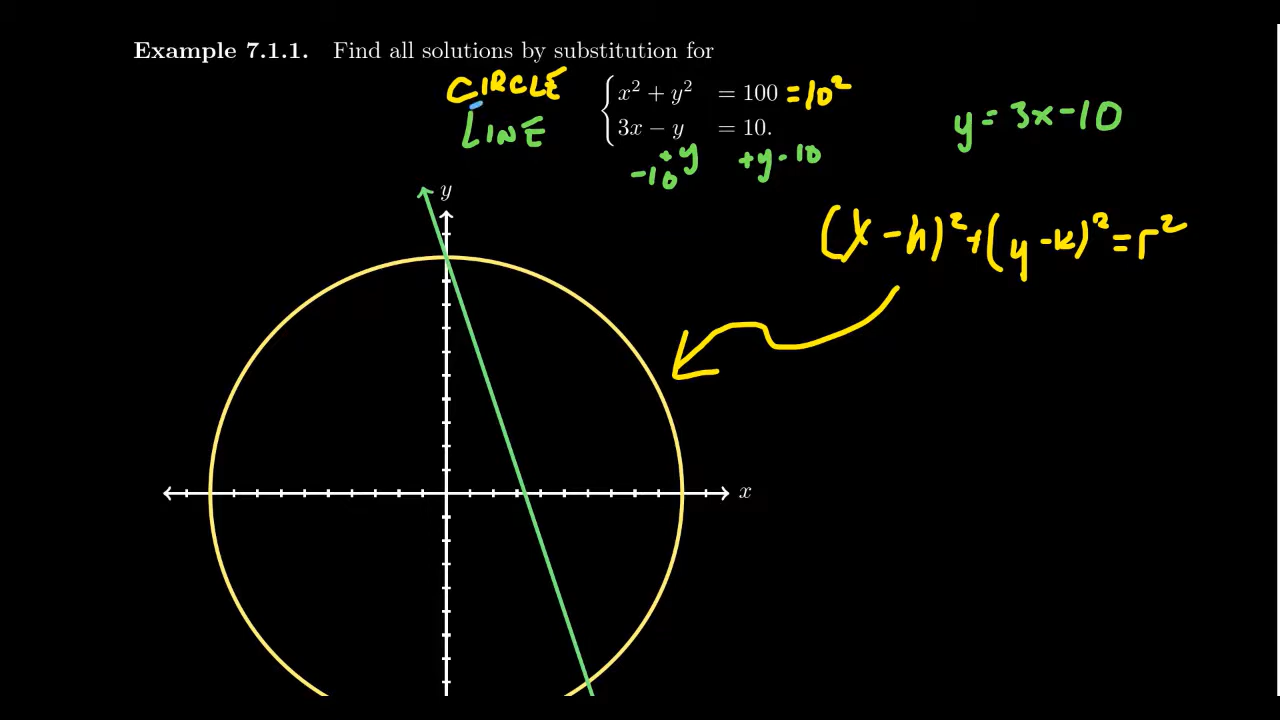 Example 7.1.1. Find all solutions by substitution for
CIRCLE x² + y² = 100 = 10²
LINE 3x − y = 10. y = 3x - 10
+y +y - 10
-10
y
(x - h)² + (y - k)² = r²
x